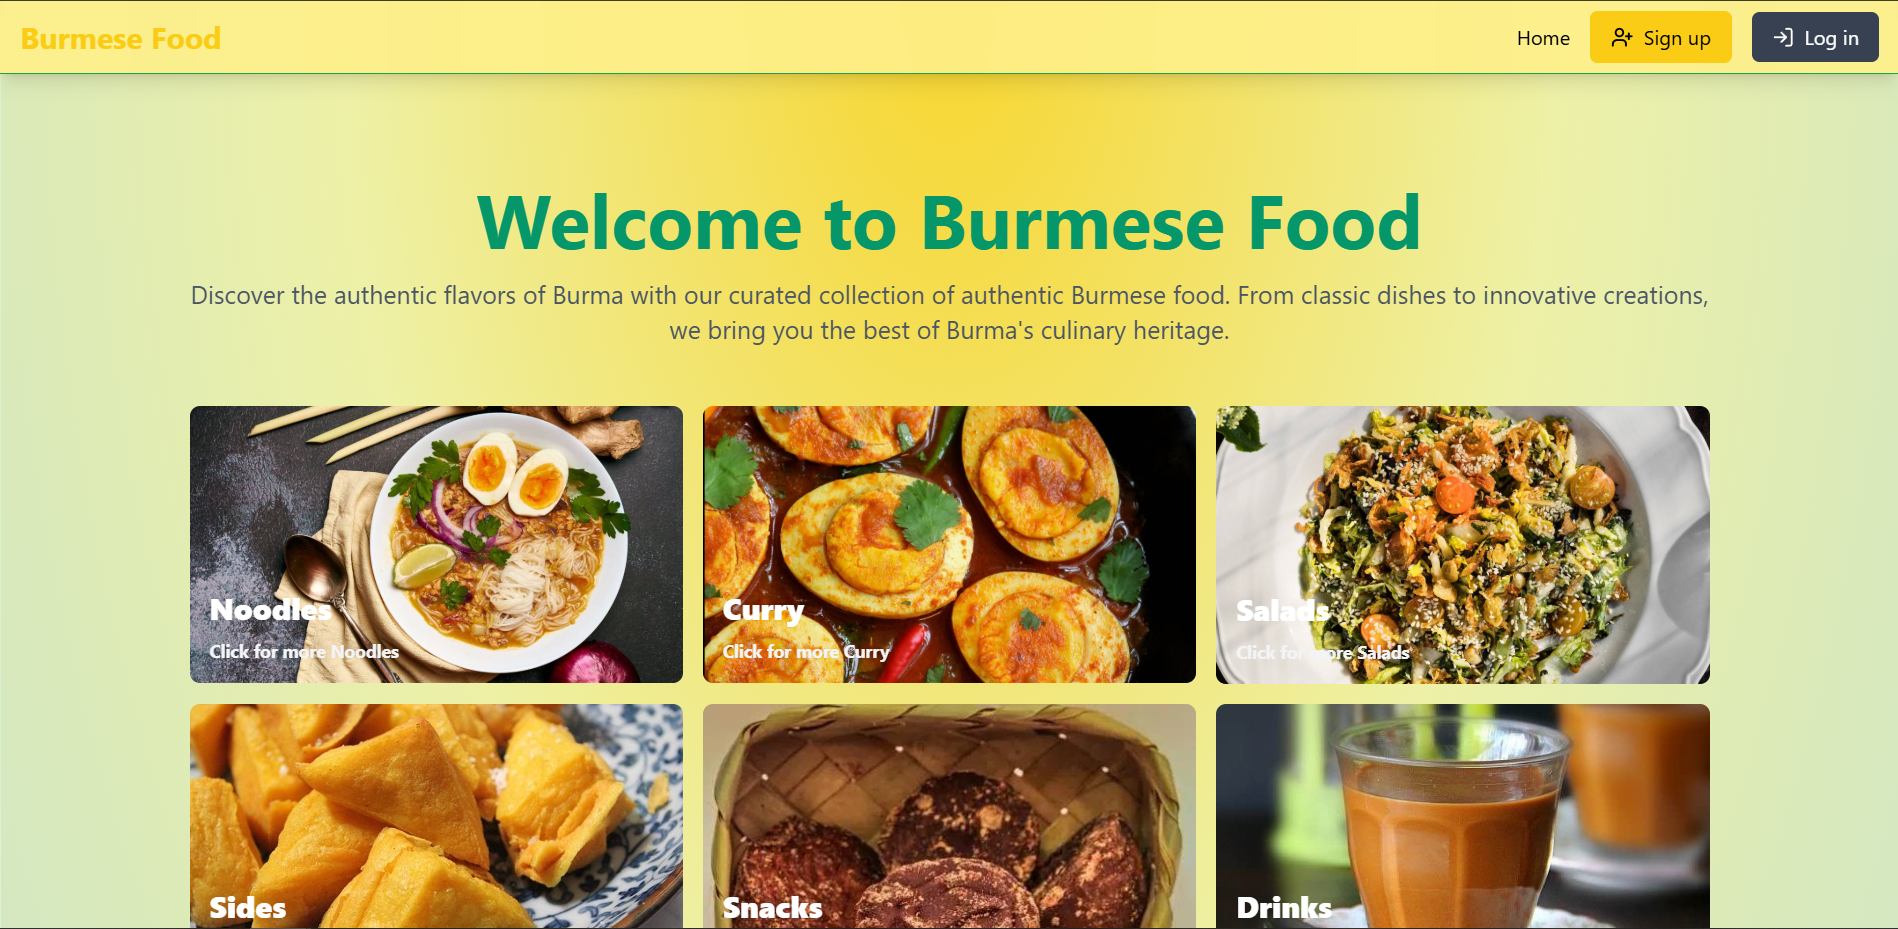 Burmese Food
Home
Sign up
Log in
Welcome to Burmese Food
Discover the authentic flavors of Burma with our curated collection of authentic Burmese food. From classic dishes to innovative creations,
we bring you the best of Burma's culinary heritage.
Noodles
Click for more Noodles
Curry
Click for more Curry
Salads
Click for more Salads
Sides
Snacks
Drinks